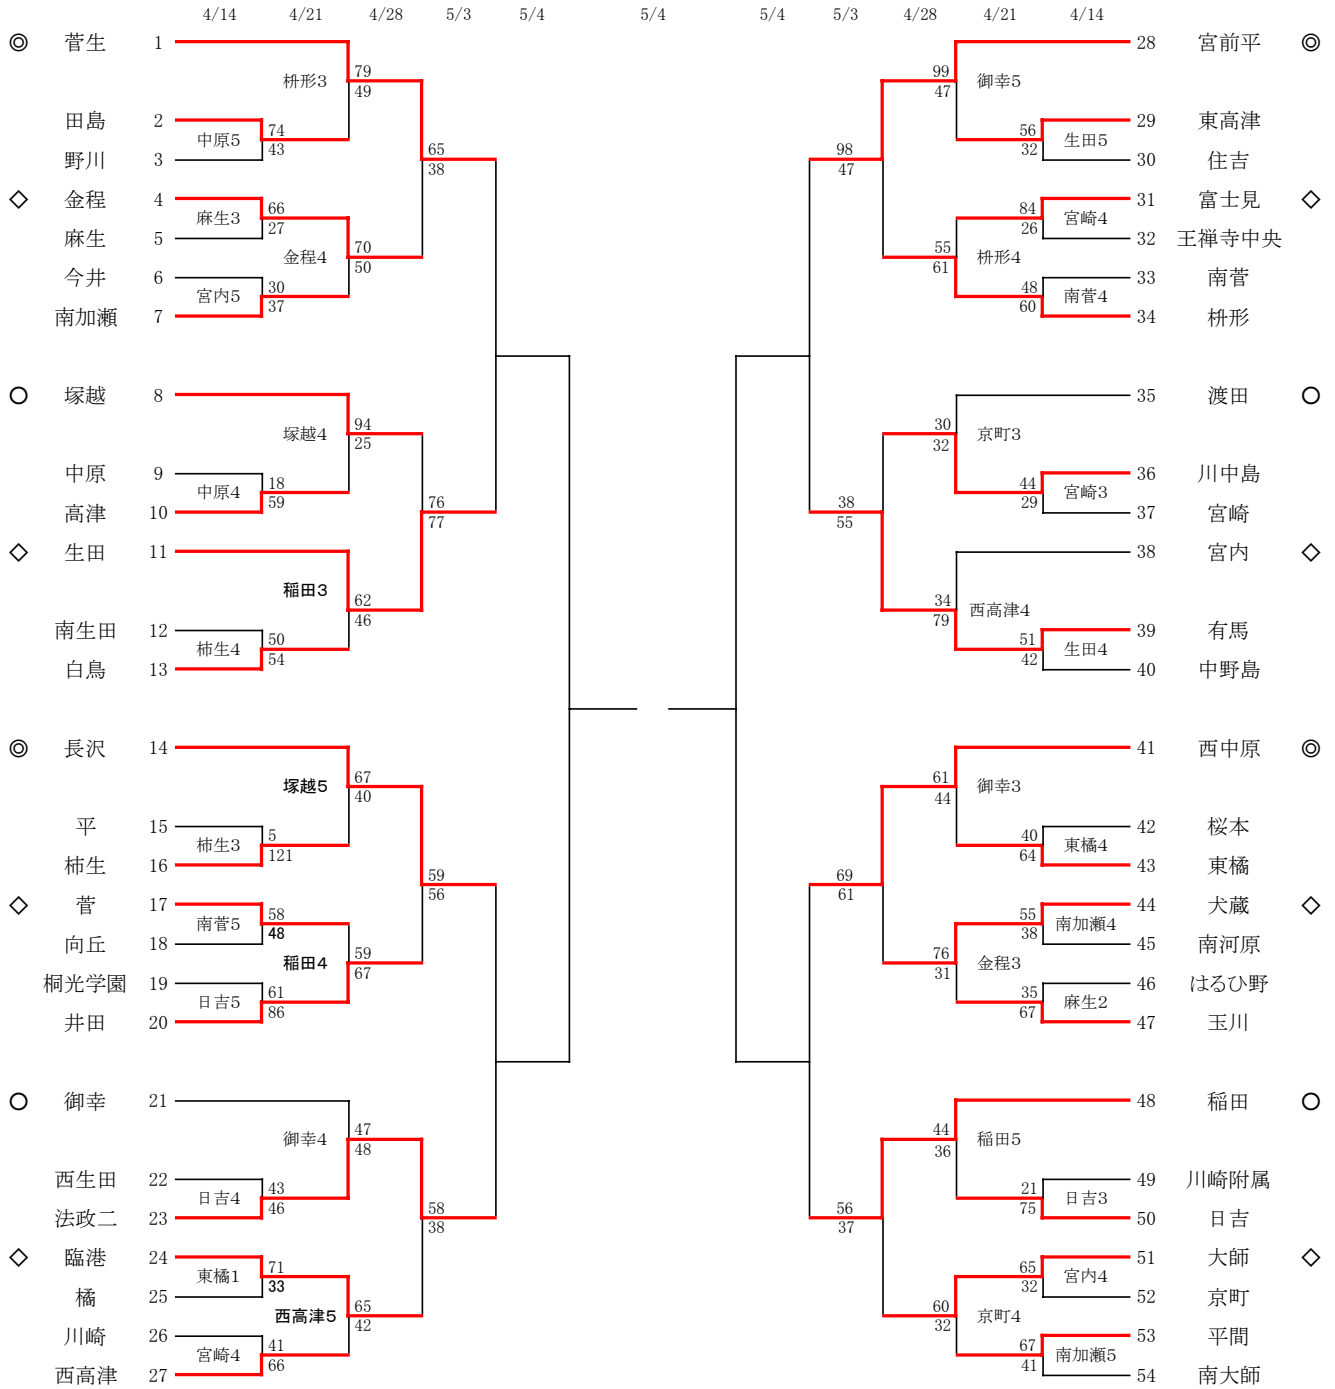 4/14 4/21 4/28 5/3 5/4 5/4 5/4 5/3 4/28 4/21 4/14
◎ 菅生 1 28 宮前平 ◎
79 99
枡形3 御幸5
49 47
田島 2 29 東高津
74 56
中原5 生田5
43 32
野川 3 30 住吉
65 98
38 47
◇ 金程 4 31 富士見 ◇
66 84
麻生3 宮崎4
27 26
麻生 5 32 王禅寺中央
70 55
金程4 枡形4
50 61
今井 6 33 南菅
30 48
宮内5 南菅4
37 60
南加瀬 7 34 枡形
○ 塚越 8 35 渡田 ○
94 30
塚越4 京町3
25 32
中原 9 36 川中島
18 44
中原4 宮崎3
59 29
高津 10 37 宮崎
76 38
77 55
◇ 生田 11 38 宮内 ◇
稲田3
62 34
西高津4
46 79
南生田 12 39 有馬
50 51
柿生4 生田4
54 42
白鳥 13 40 中野島
◎ 長沢 14 41 西中原 ◎
67 61
塚越5 御幸3
40 44
平 15 42 桜本
5 40
柿生3 東橘4
121 64
柿生 16 43 東橘
59 69
56 61
◇ 菅 17 44 犬蔵 ◇
58 55
南菅5 南加瀬4
48 38
向丘 18 45 南河原
59 76
稲田4 金程3
67 31
桐光学園 19 46 はるひ野
61 35
日吉5 麻生2
86 67
井田 20 47 玉川
○ 御幸 21 48 稲田 ○
47 44
御幸4 稲田5
48 36
西生田 22 49 川崎附属
43 21
日吉4 日吉3
46 75
法政二 23 50 日吉
58 56
38 37
◇ 臨港 24 51 大師 ◇
71 65
東橘1 宮内4
33 32
橘 25 52 京町
65 60
西高津5 京町4
42 32
川崎 26 53 平間
41 67
宮崎4 南加瀬5
66 41
西高津 27 54 南大師